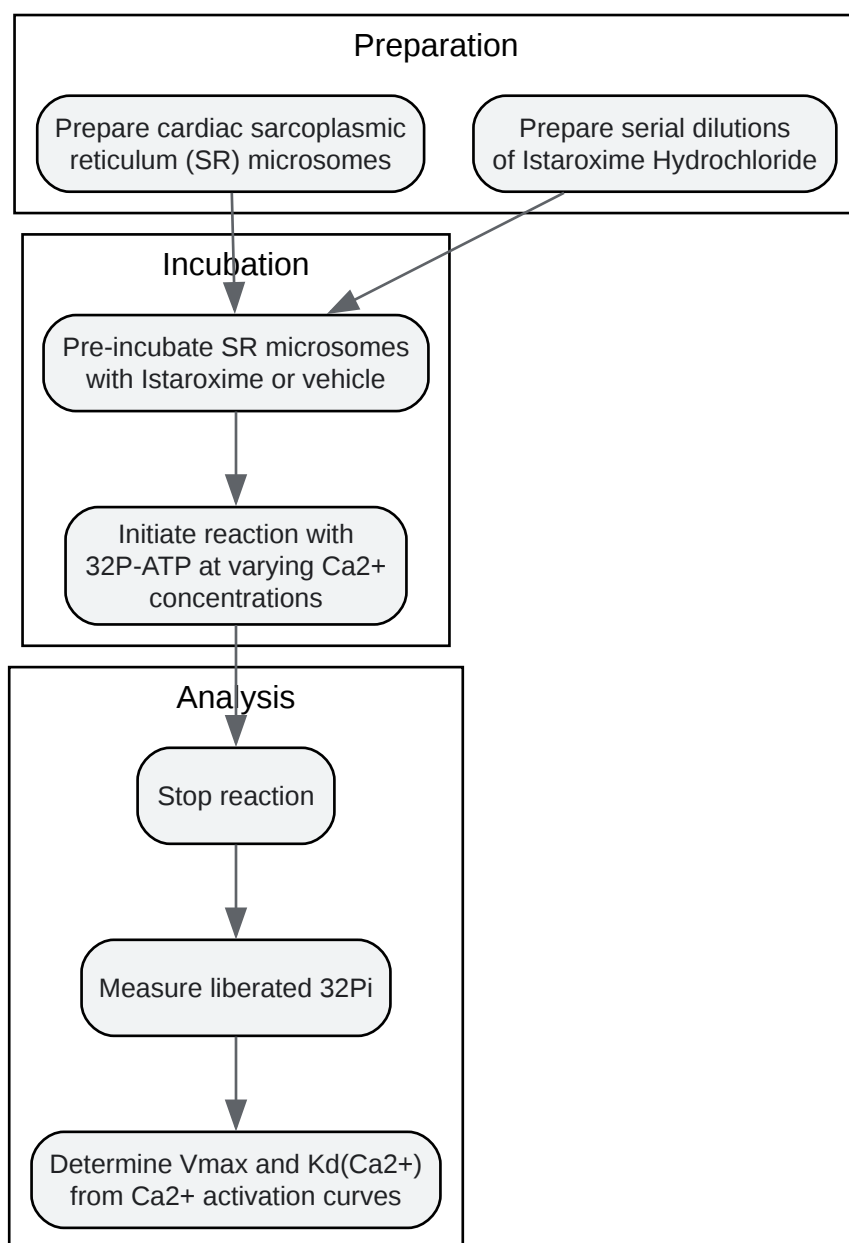 Preparation
Prepare cardiac sarcoplasmic
reticulum (SR) microsomes
Prepare serial dilutions
of Istaroxime Hydrochloride
Incubation
Pre-incubate SR microsomes
with Istaroxime or vehicle
Initiate reaction with
32P-ATP at varying Ca2+
concentrations
Analysis
Stop reaction
Measure liberated 32Pi
Determine Vmax and Kd(Ca2+)
from Ca2+ activation curves